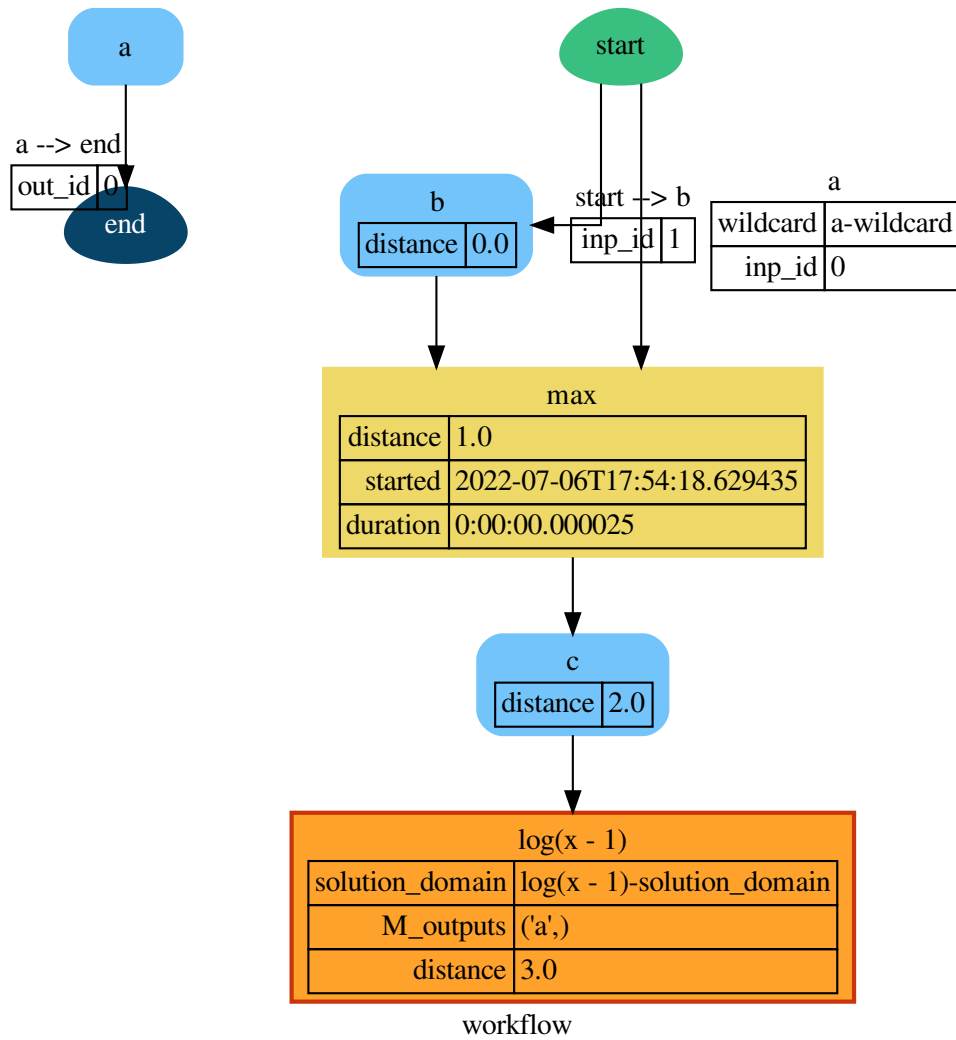 a
start
a --> end
out_id 0
end
b
distance 0.0
start --> b
inp_id 1
a
wildcard a-wildcard
inp_id 0
max
distance 1.0
started 2022-07-06T17:54:18.629435
duration 0:00:00.000025
c
distance 2.0
log(x - 1)
solution_domain log(x - 1)-solution_domain
M_outputs ('a',)
distance 3.0
workflow